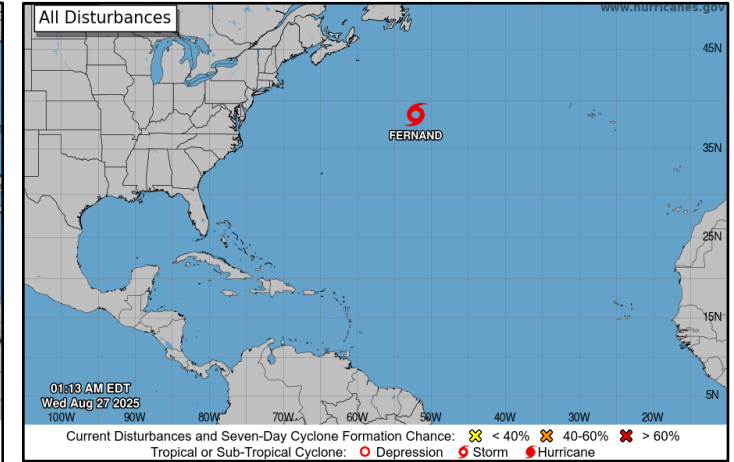 All Disturbances
www.hurricanes.gov
45N
FERNAND
35N
25N
15N
01:13 AM EDT
Wed Aug 27 2025
5N
100W 90W 80W 70W 60W 50W 40W 30W 20W
Current Disturbances and Seven-Day Cyclone Formation Chance: < 40% 40-60% > 60%
Tropical or Sub-Tropical Cyclone: Depression Storm Hurricane